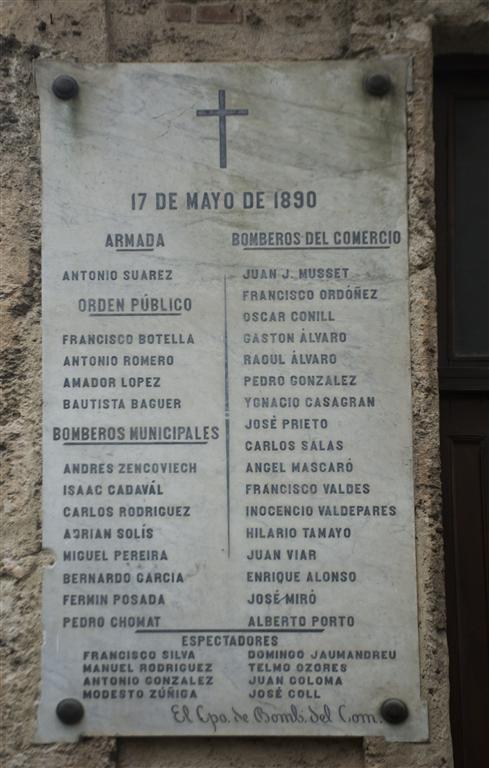 17 DE MAYO DE 1890
ARMADA
ANTONIO SUAREZ
ORDEN PÚBLICO
FRANCISCO BOTELLA
ANTONIO ROMERO
AMADOR LOPEZ
BAUTISTA BAGUER
BOMBEROS MUNICIPALES
ANDRES ZENCOVIECH
ISAAC CADAVÁL
CARLOS RODRIGUEZ
ADRIAN SOLÍS
MIGUEL PEREIRA
BERNARDO GARCIA
FERMIN POSADA
PEDRO CHOMAT
BOMBEROS DEL COMERCIO
JUAN J. MUSSET
FRANCISCO ORDÓÑEZ
OSCAR CONILL
GASTON ÁLVARO
RAOUL ÁLVARO
PEDRO GONZALEZ
YGNACIO CASAGRAN
JOSÉ PRIETO
CARLOS SALAS
ANGEL MASCARÓ
FRANCISCO VALDES
INOCENCIO VALDEPARES
HILARIO TAMAYO
JUAN VIAR
ENRIQUE ALONSO
JOSÉ MIRÓ
ALBERTO PORTO
ESPECTADORES
FRANCISCO SILVA
MANUEL RODRIGUEZ
ANTONIO GONZALEZ
MODESTO ZÚÑIGA
DOMINGO JAUMANDREU
TELMO OZORES
JUAN COLOMA
JOSÉ COLL
El Cpo. de Bomb. del Com.